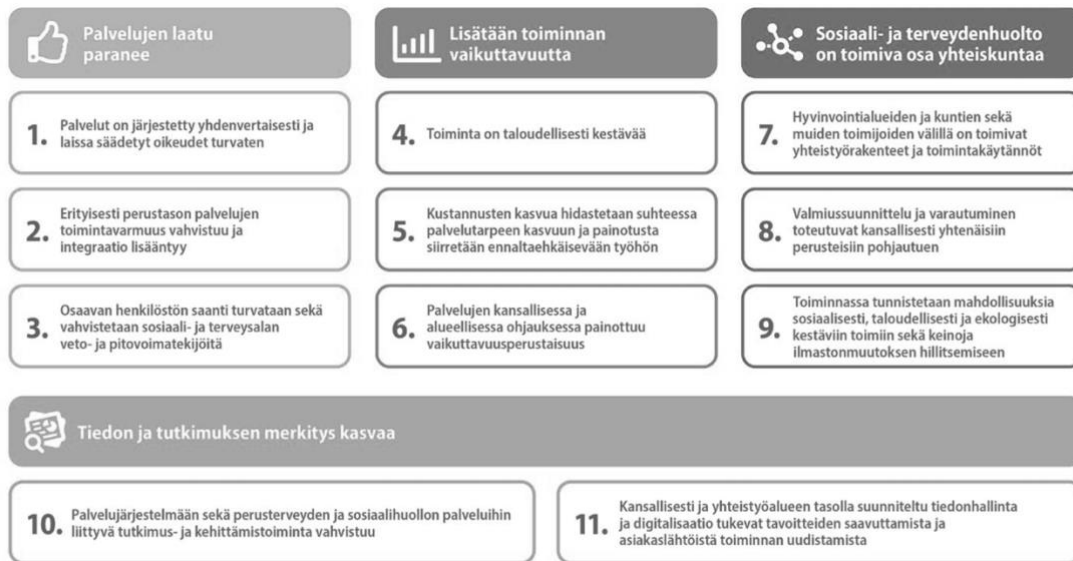 Palvelujen laatu
paranee
1. Palvelut on järjestetty yhdenvertaisesti ja
laissa säädetyt oikeudet turvaten
2. Erityisesti perustason palvelujen
toimintavarmuus vahvistuu ja
integraatio lisääntyy
3. Osaavan henkilöstön saanti turvataan sekä
vahvistetaan sosiaali- ja terveysalan
veto- ja pitovoimatekijöitä
Lisätään toiminnan
vaikuttavuutta
4. Toiminta on taloudellisesti kestävää
5. Kustannusten kasvua hidastetaan suhteessa
palvelutarpeen kasvuun ja painotusta
siirretään ennaltaehkäisevään työhön
6. Palvelujen kansallisessa ja
alueellisessa ohjauksessa painottuu
vaikuttavuusperustaisuus
Sosiaali- ja terveydenhuolto
on toimiva osa yhteiskuntaa
7. Hyvinvointialueiden ja kuntien sekä
muiden toimijoiden välillä on toimivat
yhteistyörakenteet ja toimintakäytännöt
8. Valmiussuunnittelu ja varautuminen
toteutuvat kansallisesti yhtenäisiin
perusteisiin pohjautuen
9. Toiminnassa tunnistetaan mahdollisuuksia
sosiaalisesti, taloudellisesti ja ekologisesti
kestäviin toimiin sekä keinoja
ilmastonmuutoksen hillitsemiseen
Tiedon ja tutkimuksen merkitys kasvaa
10. Palvelujärjestelmään sekä perusterveyden ja sosiaalihuollon palveluihin
liittyvä tutkimus- ja kehittämistoiminta vahvistuu
11. Kansallisesti ja yhteistyöalueen tasolla suunniteltu tiedonhallinta
ja digitalisaatio tukevat tavoitteiden saavuttamista ja
asiakaslähtöistä toiminnan uudistamista